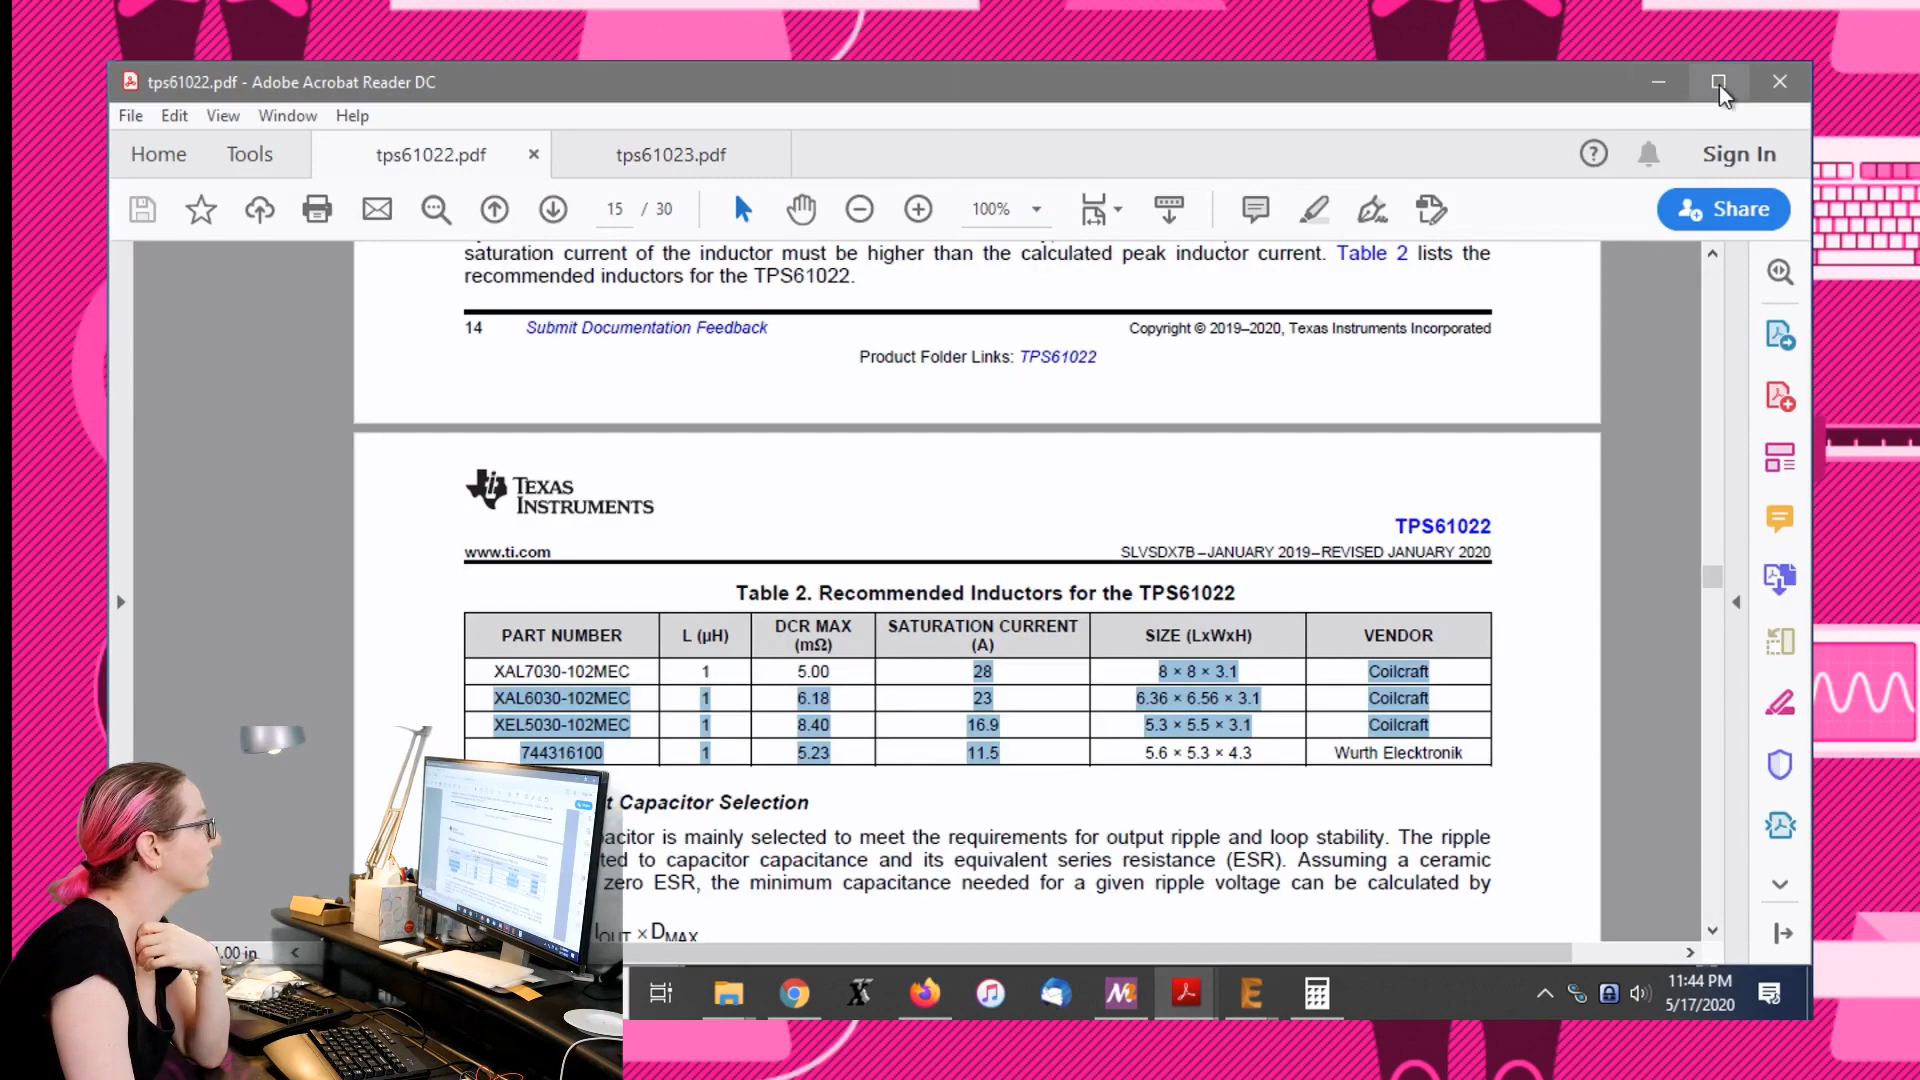 tps61022.pdf - Adobe Acrobat Reader DC
File Edit View Window Help
Home Tools tps61022.pdf tps61023.pdf Sign In
15 / 30 100% Share
saturation current of the inductor must be higher than the calculated peak inductor current. Table 2 lists the
recommended inductors for the TPS61022.
14 Submit Documentation Feedback Copyright © 2019–2020, Texas Instruments Incorporated
Product Folder Links: TPS61022
TEXAS
INSTRUMENTS
TPS61022
www.ti.com SLVSDX7B –JANUARY 2019–REVISED JANUARY 2020
Table 2. Recommended Inductors for the TPS61022
PART NUMBER L (µH) DCR MAX (mΩ) SATURATION CURRENT (A) SIZE (LxWxH) VENDOR
XAL7030-102MEC 1 5.00 28 8 × 8 × 3.1 Coilcraft
XAL6030-102MEC 1 6.18 23 6.36 × 6.56 × 3.1 Coilcraft
XEL5030-102MEC 1 8.40 16.9 5.3 × 5.5 × 3.1 Coilcraft
744316100 1 5.23 11.5 5.6 × 5.3 × 4.3 Wurth Elecktronik
t Capacitor Selection
acitor is mainly selected to meet the requirements for output ripple and loop stability. The ripple
ted to capacitor capacitance and its equivalent series resistance (ESR). Assuming a ceramic
zero ESR, the minimum capacitance needed for a given ripple voltage can be calculated by
IOUT × DMAX
.00 in
11:44 PM
5/17/2020